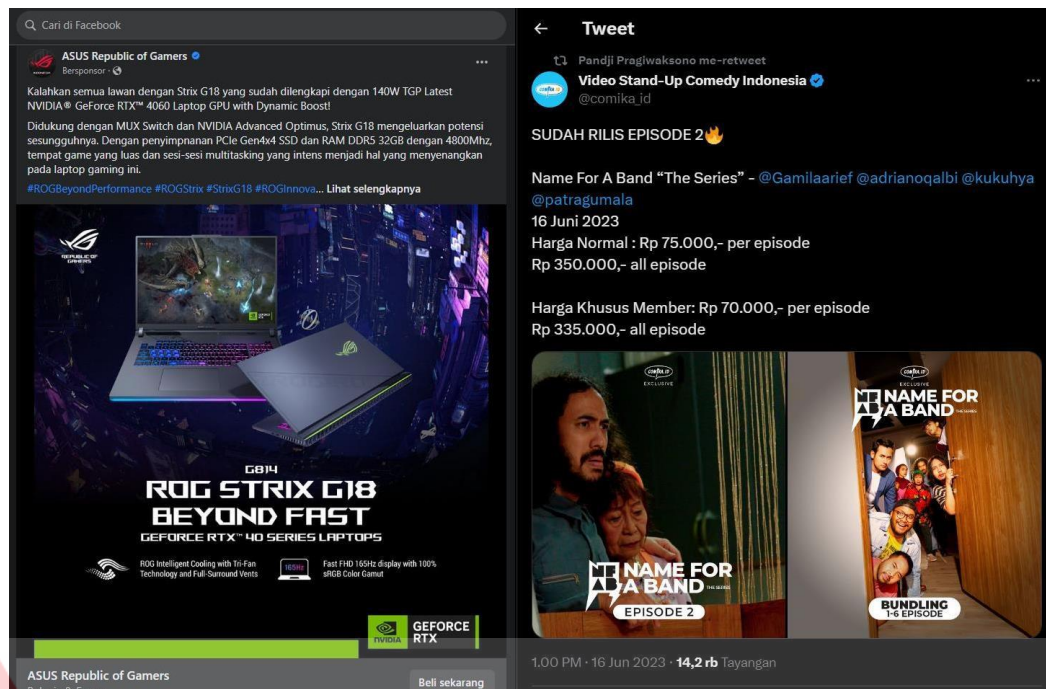 Cari di Facebook
ASUS Republic of Gamers
Bersponsor ·
Kalahkan semua lawan dengan Strix G18 yang sudah dilengkapi dengan 140W TGP Latest
NVIDIA® GeForce RTX™ 4060 Laptop GPU with Dynamic Boost!
Didukung dengan MUX Switch dan NVIDIA Advanced Optimus, Strix G18 mengeluarkan potensi
sesungguhnya. Dengan penyimpnanan PCIe Gen4x4 SSD dan RAM DDR5 32GB dengan 4800Mhz,
tempat game yang luas dan sesi-sesi multitasking yang intens menjadi hal yang menyenangkan
pada laptop gaming ini.
#ROGBeyondPerformance #ROGStrix #StrixG18 #ROGInnova... Lihat selengkapnya
REPUBLIC OF
GAMERS
G814
ROG STRIX G18
BEYOND FAST
GEFORCE RTX™ 40 SERIES LAPTOPS
ROG Intelligent Cooling with Tri-Fan
Technology and Full-Surround Vents
165Hz
Fast FHD 165Hz display with 100%
sRGB Color Gamut
NVIDIA
GEFORCE
RTX
ASUS Republic of Gamers
Beli sekarang
Tweet
Pandji Pragiwaksono me-retweet
Video Stand-Up Comedy Indonesia
@comika_id
SUDAH RILIS EPISODE 2🔥
Name For A Band “The Series” - @Gamilaarief @adrianoqalbi @kukuhya
@patragumala
16 Juni 2023
Harga Normal : Rp 75.000,- per episode
Rp 350.000,- all episode
Harga Khusus Member: Rp 70.000,- per episode
Rp 335.000,- all episode
COMIKA.ID
EXCLUSIVE
NAME FOR
A BAND THE SERIES
EPISODE 2
COMIKA.ID
EXCLUSIVE
NAME FOR
A BAND THE SERIES
BUNDLING
1-6 EPISODE
1.00 PM · 16 Jun 2023 · 14,2 rb Tayangan